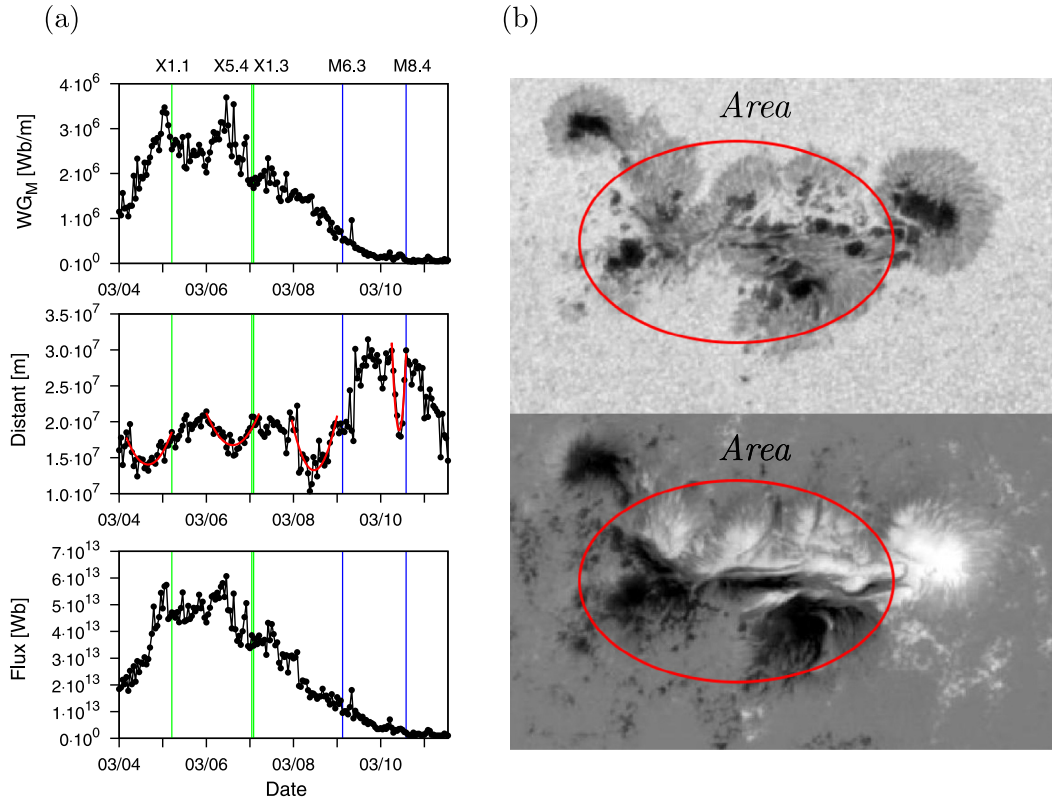 (a)
X1.1 X5.4 X1.3 M6.3 M8.4
WG_M [Wb/m]
4·10^6
3·10^6
2·10^6
1·10^6
0·10^0
03/04 03/06 03/08 03/10
Distant [m]
3.5·10^7
3.0·10^7
2.5·10^7
2.0·10^7
1.5·10^7
1.0·10^7
03/04 03/06 03/08 03/10
Flux [Wb]
7·10^13
6·10^13
5·10^13
4·10^13
3·10^13
2·10^13
1·10^13
0·10^0
03/04 03/06 03/08 03/10
Date
(b)
Area
Area